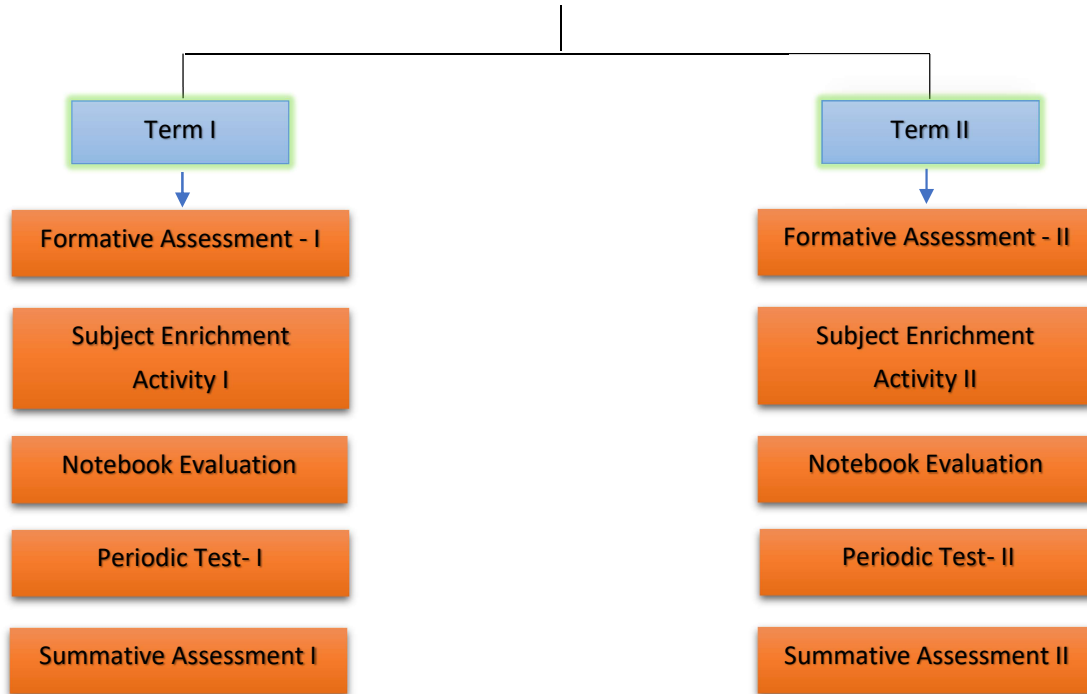 Term I
Formative Assessment - I
Subject Enrichment
Activity I
Notebook Evaluation
Periodic Test- I
Summative Assessment I
Term II
Formative Assessment - II
Subject Enrichment
Activity II
Notebook Evaluation
Periodic Test- II
Summative Assessment II